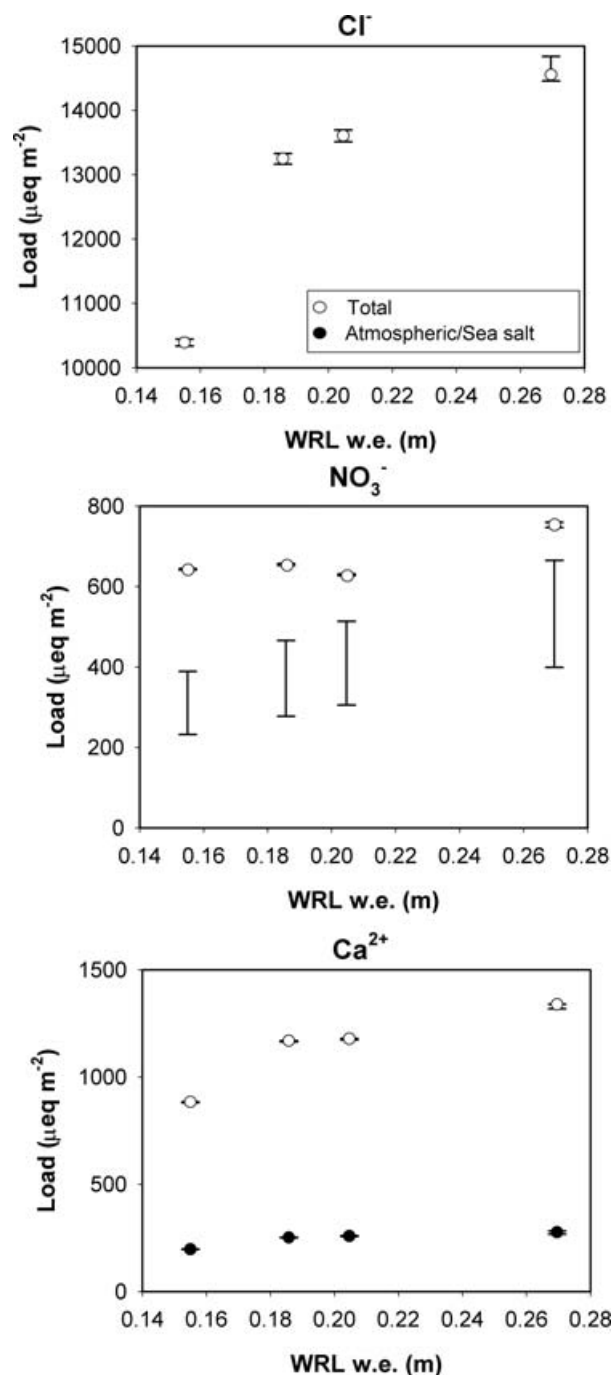 Cl⁻
15000
14000
13000
12000
11000
10000
Load (μeq m⁻²)
Total
Atmospheric/Sea salt
0.14 0.16 0.18 0.20 0.22 0.24 0.26 0.28
WRL w.e. (m)
NO₃⁻
800
600
400
200
0
Load (μeq m⁻²)
0.14 0.16 0.18 0.20 0.22 0.24 0.26 0.28
WRL w.e. (m)
Ca²⁺
1500
1000
500
0
Load (μeq m⁻²)
0.14 0.16 0.18 0.20 0.22 0.24 0.26 0.28
WRL w.e. (m)